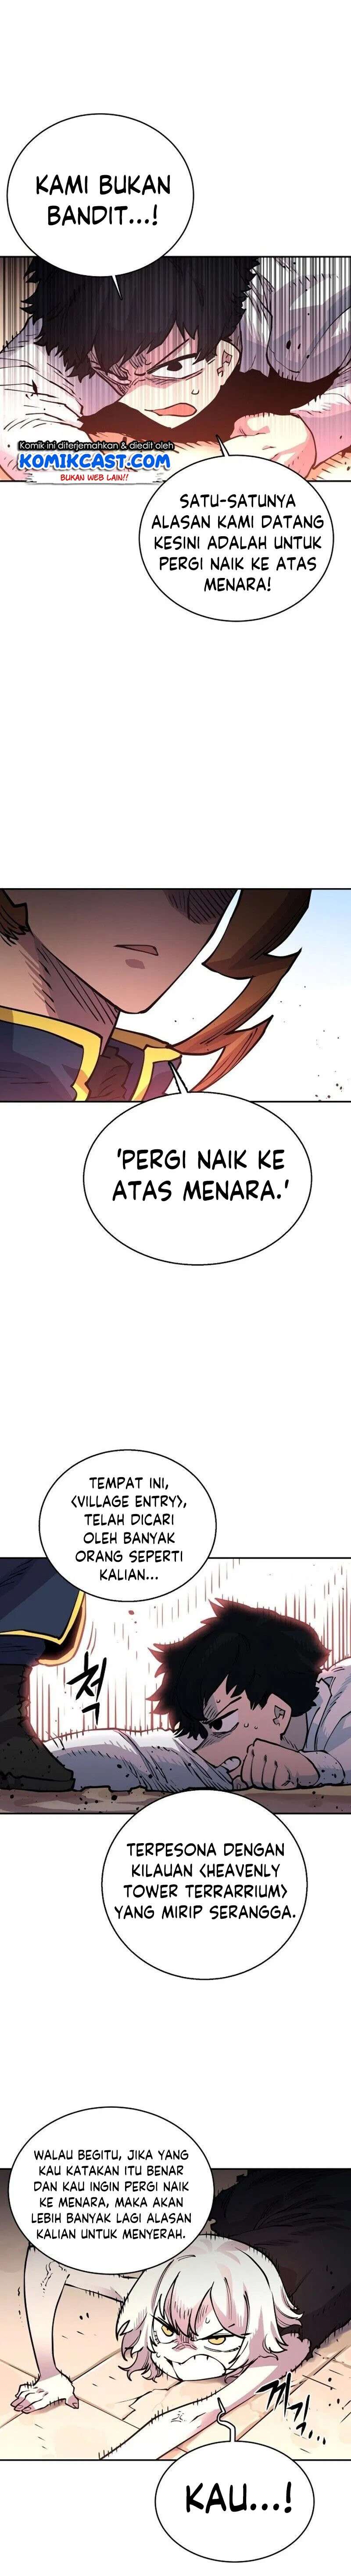 KAMI BUKAN
BANDIT...!
Komik ini diterjemahkan & diedit oleh
KOMIKCAST.COM
BUKAN WEB LAIN!!
SATU-SATUNYA
ALASAN KAMI DATANG
KESINI ADALAH UNTUK
PERGI NAIK KE ATAS
MENARA!
'PERGI NAIK KE
ATAS MENARA.'
TEMPAT INI,
<VILLAGE ENTRY>,
TELAH DICARI
OLEH BANYAK
ORANG SEPERTI
KALIAN...
척
TERPESONA DENGAN
KILAUAN <HEAVENLY
TOWER TERRARRIUM>
YANG MIRIP SERANGGA.
WALAU BEGITU, JIKA YANG
KAU KATAKAN ITU BENAR
DAN KAU INGIN PERGI NAIK
KE MENARA, MAKA AKAN
LEBIH BANYAK LAGI ALASAN
KALIAN UNTUK MENYERAH.
KAU...!